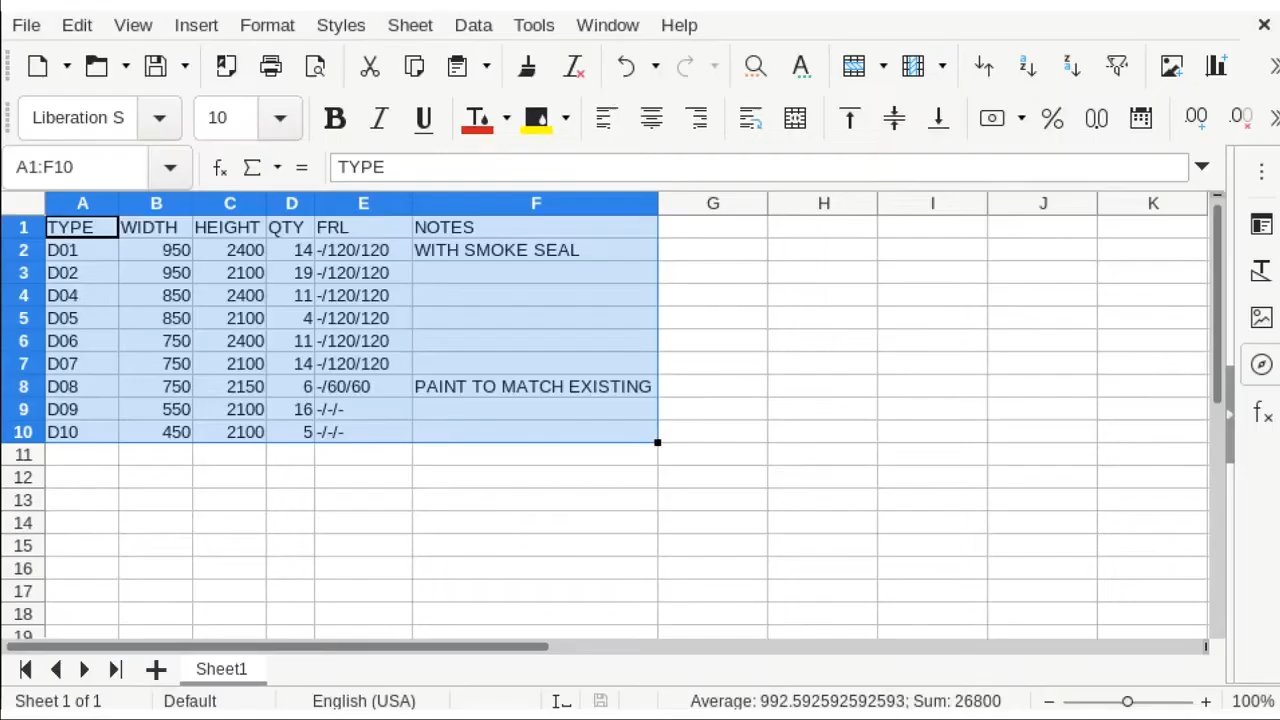 File Edit View Insert Format Styles Sheet Data Tools Window Help
Liberation S 10
A1:F10 TYPE
A B C D E F G H I J K
1 TYPE WIDTH HEIGHT QTY FRL NOTES
2 D01 950 2400 14 -/120/120 WITH SMOKE SEAL
3 D02 950 2100 19 -/120/120
4 D04 850 2400 11 -/120/120
5 D05 850 2100 4 -/120/120
6 D06 750 2400 11 -/120/120
7 D07 750 2100 14 -/120/120
8 D08 750 2150 6 -/60/60 PAINT TO MATCH EXISTING
9 D09 550 2100 16 -/-/-
10 D10 450 2100 5 -/-/-
11
12
13
14
15
16
17
18
19
Sheet1
Sheet 1 of 1 Default English (USA) Average: 992.592592592593; Sum: 26800 100%